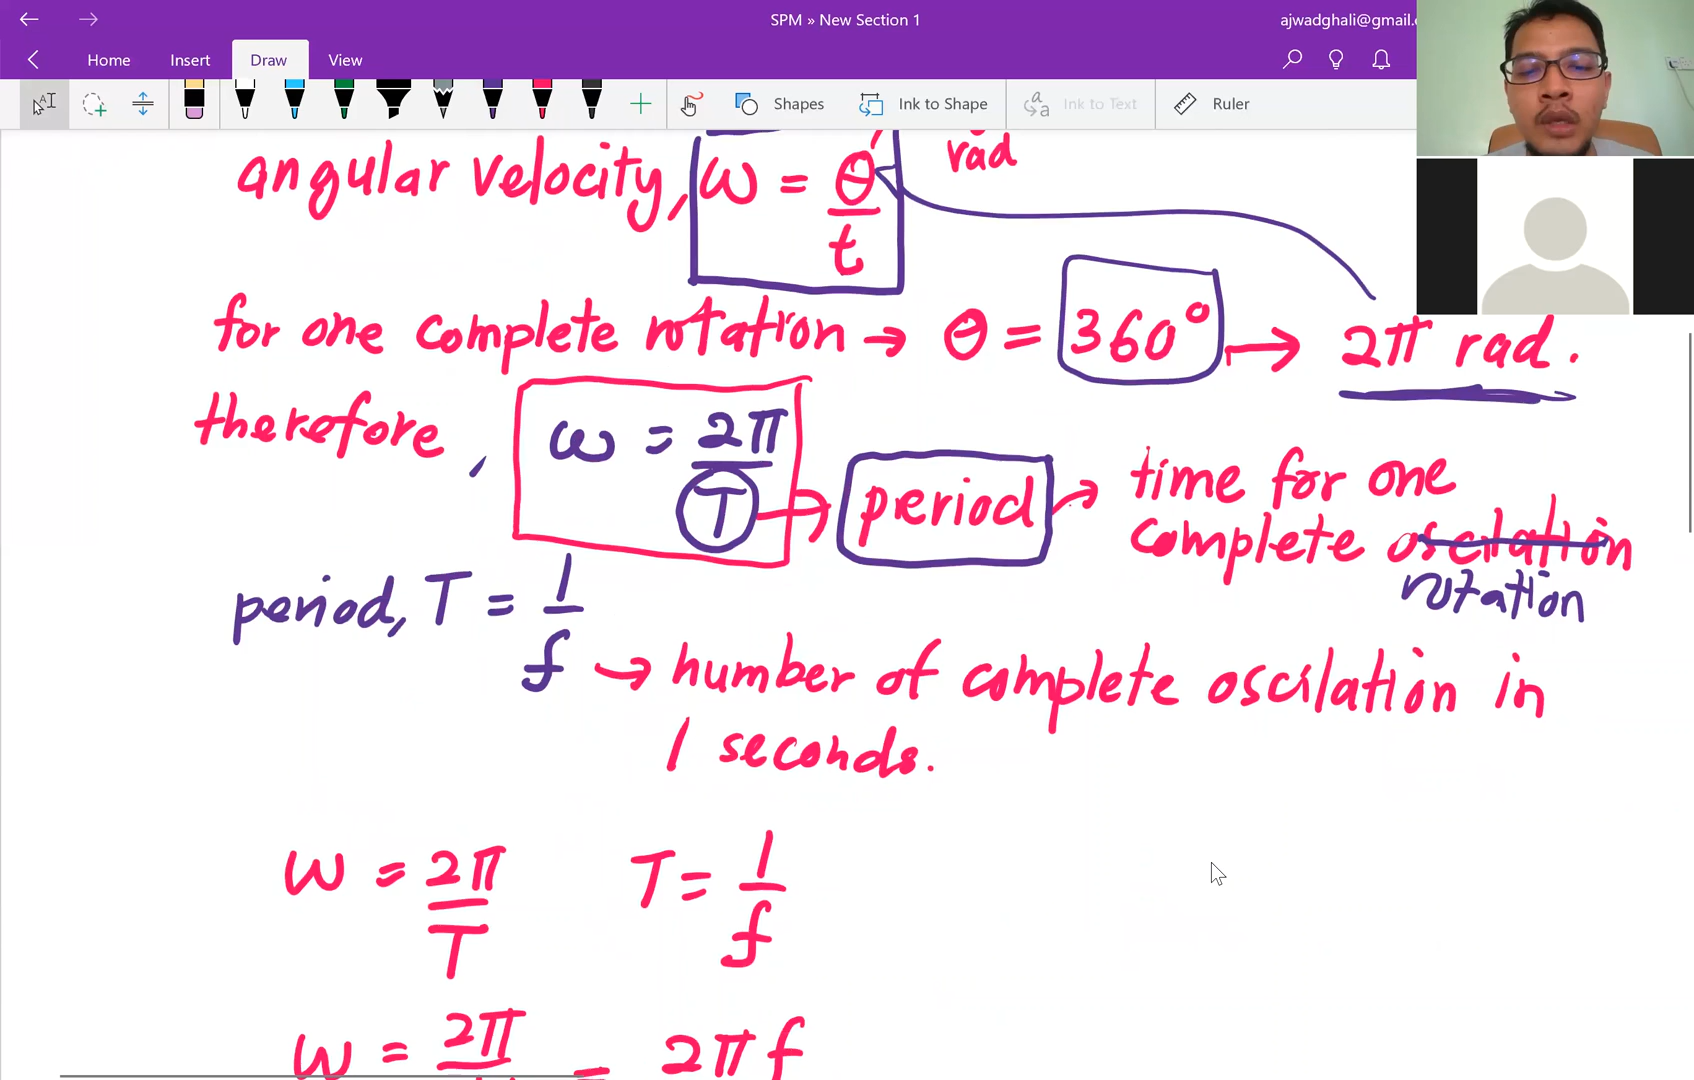 SPM » New Section 1
ajwadghali@gmail.c
Home Insert Draw View
Shapes Ink to Shape Ink to Text Ruler
angular velocity, ω = θ/t
rad
for one complete rotation → θ = 360° → 2π rad.
therefore, ω = 2π/T → period → time for one
complete oscilation
rotation
period, T = 1/f → number of complete oscilation in
1 seconds.
ω = 2π/T T = 1/f
ω = 2π = 2πf